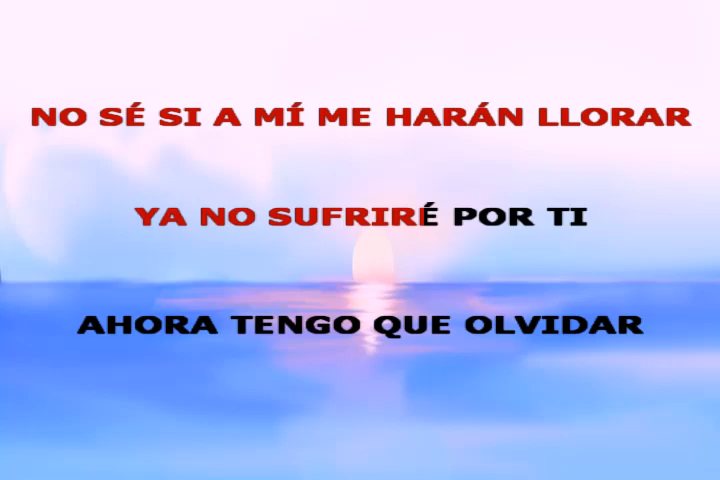 NO SÉ SI A MÍ ME HARÁN LLORAR
YA NO SUFRIRÉ POR TI
AHORA TENGO QUE OLVIDAR